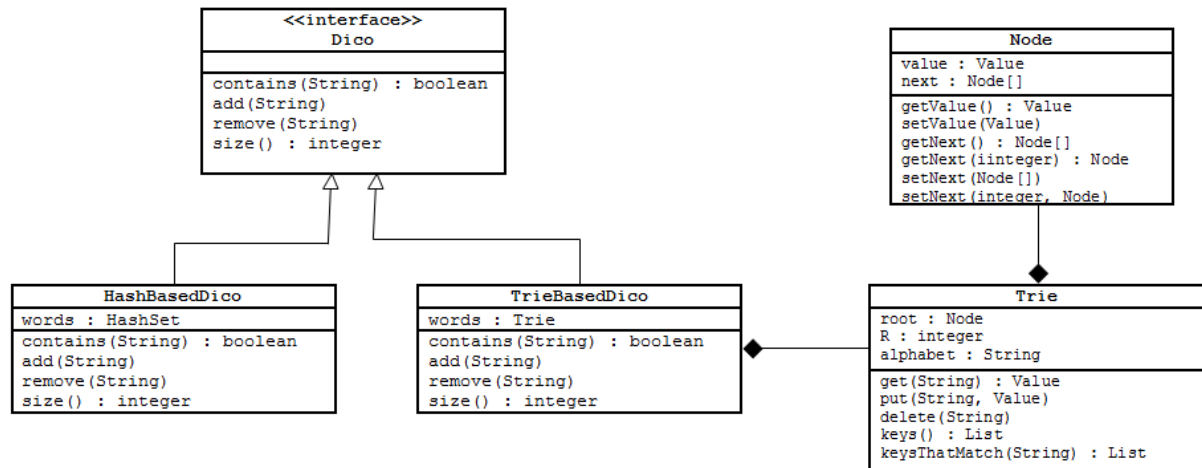 <<interface>>
Dico
contains(String) : boolean
add(String)
remove(String)
size() : integer
Node
value : Value
next : Node[]
getValue() : Value
setValue(Value)
getNext() : Node[]
getNext(iinteger) : Node
setNext(Node[])
setNext(integer, Node)
HashBasedDico
words : HashSet
contains(String) : boolean
add(String)
remove(String)
size() : integer
TrieBasedDico
words : Trie
contains(String) : boolean
add(String)
remove(String)
size() : integer
Trie
root : Node
R : integer
alphabet : String
get(String) : Value
put(String, Value)
delete(String)
keys() : List
keysThatMatch(String) : List